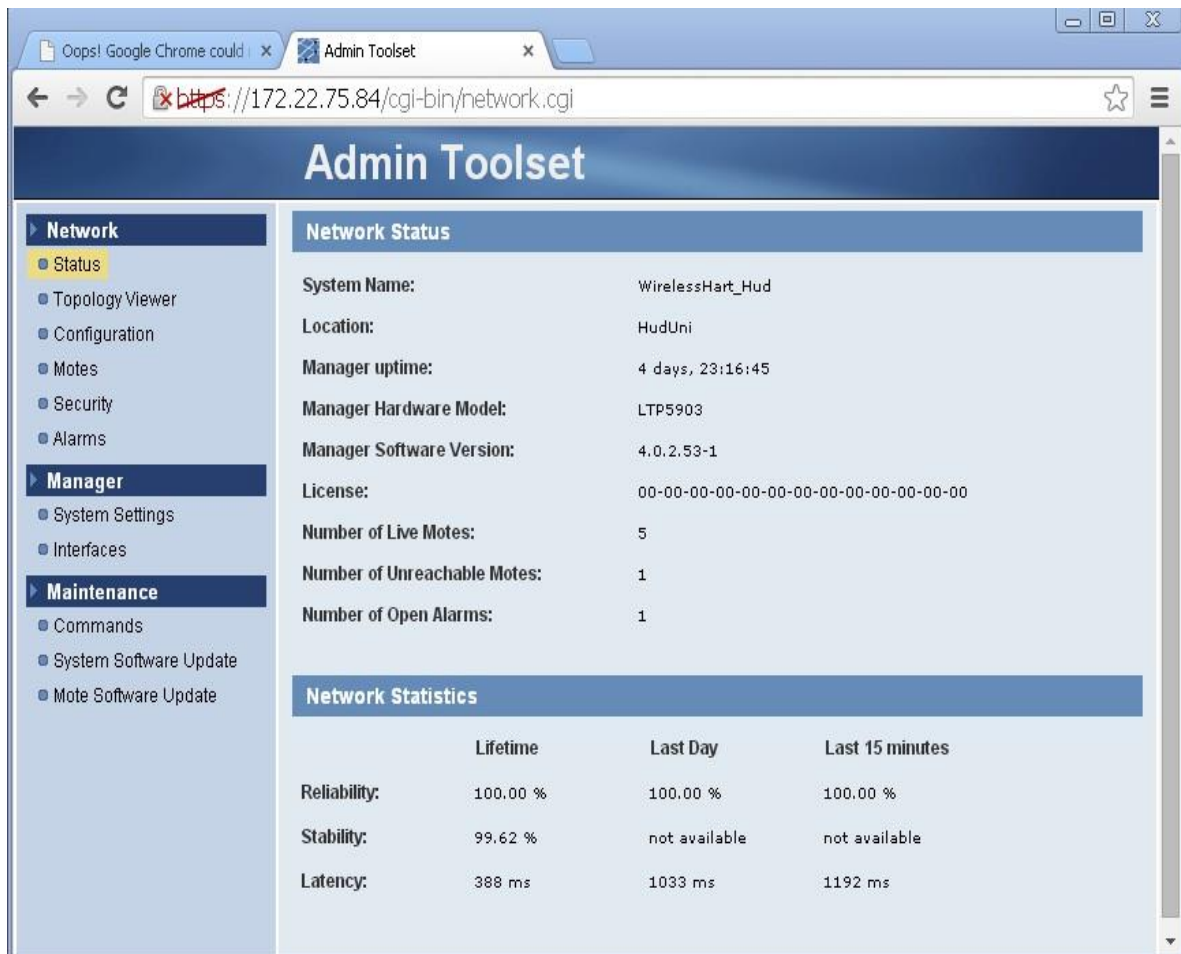 Oops! Google Chrome could
Admin Toolset
https://172.22.75.84/cgi-bin/network.cgi
Admin Toolset
Network
Status
Topology Viewer
Configuration
Motes
Security
Alarms
Manager
System Settings
Interfaces
Maintenance
Commands
System Software Update
Mote Software Update
Network Status
System Name: WirelessHart_Hud
Location: HudUni
Manager uptime: 4 days, 23:16:45
Manager Hardware Model: LTP5903
Manager Software Version: 4.0.2.53-1
License: 00-00-00-00-00-00-00-00-00-00-00-00-00
Number of Live Motes: 5
Number of Unreachable Motes: 1
Number of Open Alarms: 1
Network Statistics
Lifetime Last Day Last 15 minutes
Reliability: 100.00 % 100.00 % 100.00 %
Stability: 99.62 % not available not available
Latency: 388 ms 1033 ms 1192 ms